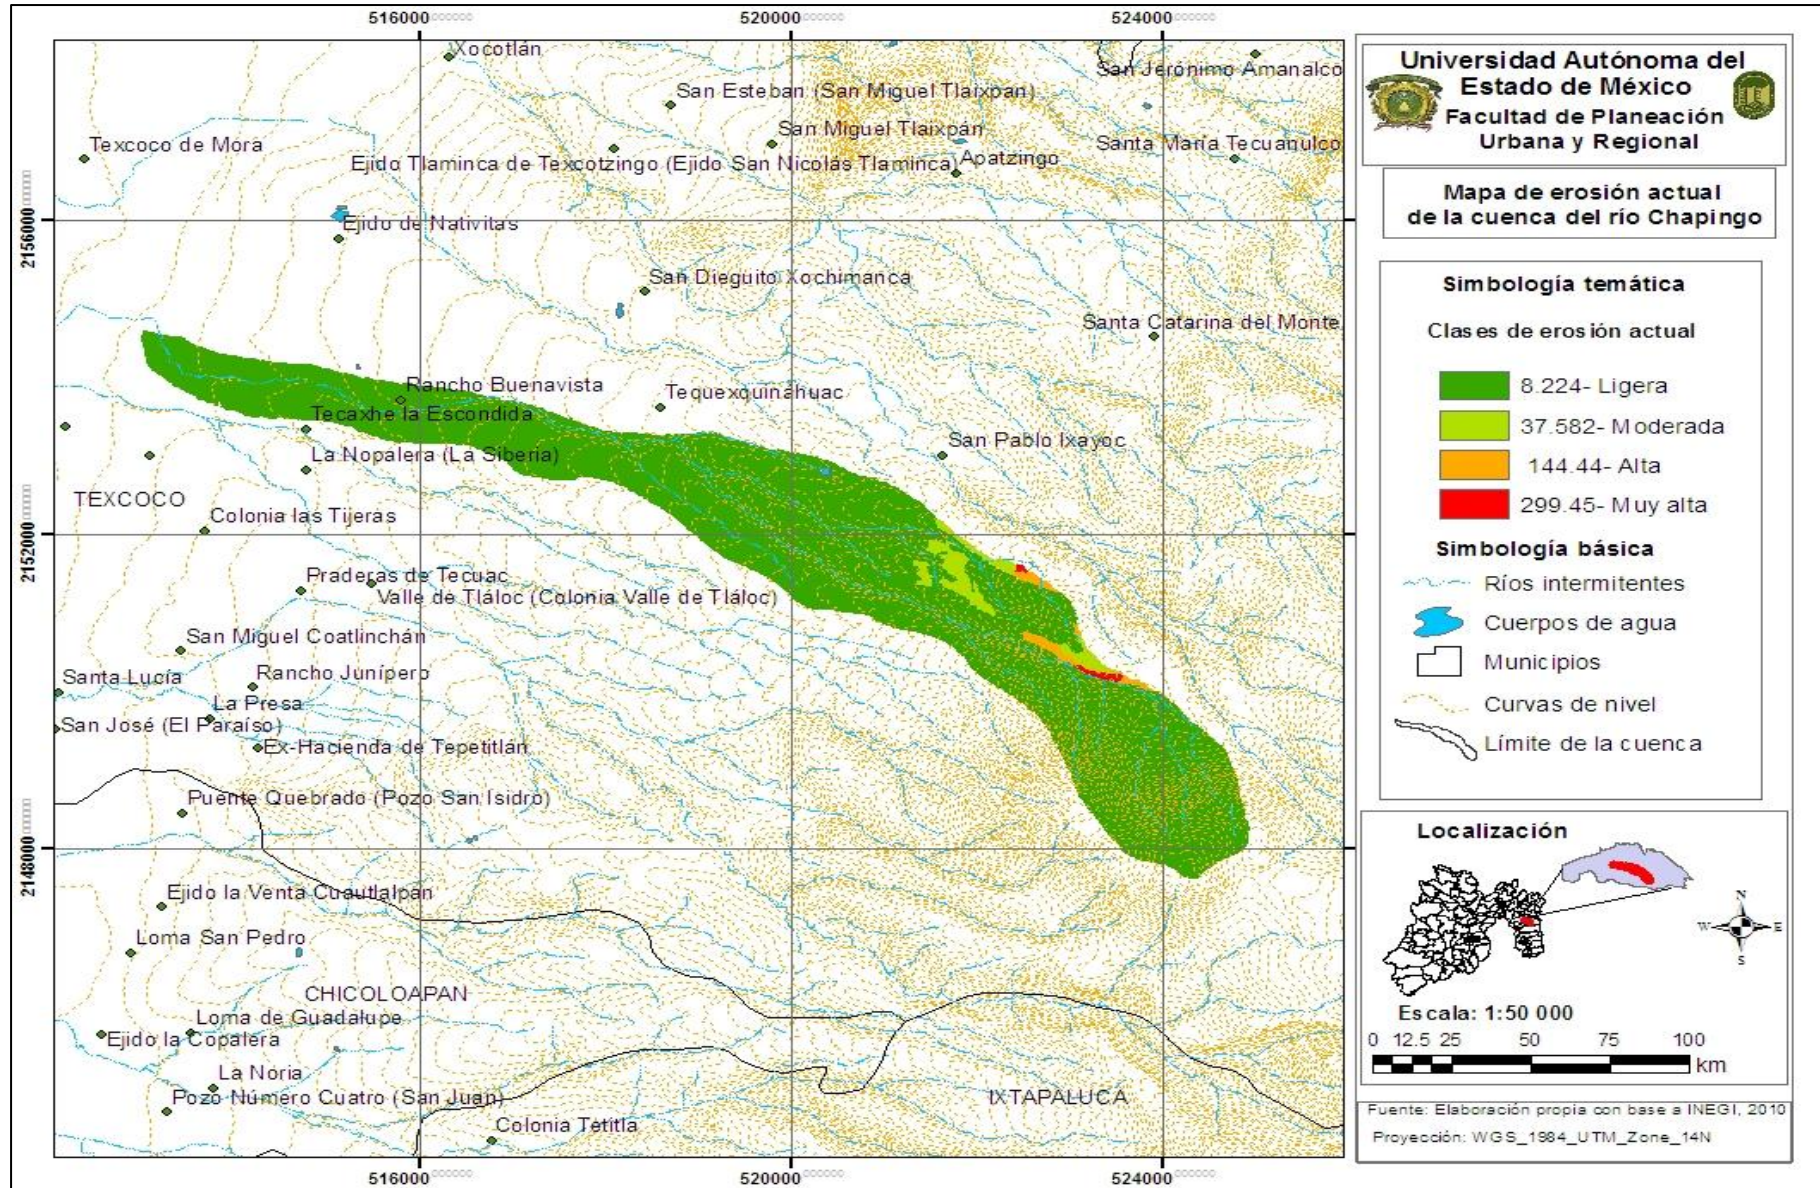 516000
520000
524000
Xocotlán
San Jerónimo Amanalco
San Esteban (San Miguel Tlaixpan)
San Miguel Tlaixpán
Texcoco de Mora
Santa María Tecuanulco
Ejido Tlaminca de Texcotzingo (Ejido San Nicolás Tlaminca)
Apatzingo
2156000
Ejido de Nativitas
San Dieguito Xochimanca
Santa Catarina del Monte
Rancho Buenavista
Tequexquináhuac
Tecaxhe la Escondida
San Pablo Ixayoc
La Nopalera (La Siberia)
TEXCOCO
Colonia las Tijeras
2152000
Praderas de Tecuac
Valle de Tláloc (Colonia Valle de Tláloc)
San Miguel Coatlinchán
Santa Lucía
Rancho Junípero
La Presa
San José (El Paraíso)
Ex-Hacienda de Tepetitlán
Puente Quebrado (Pozo San Isidro)
2148000
Ejido la Venta Cuautlalpan
Loma San Pedro
CHICOLOAPAN
Loma de Guadalupe
Ejido la Copalera
La Noria
Pozo Número Cuatro (San Juan)
IXTAPALUCA
Colonia Tetitla
516000
520000
524000
Universidad Autónoma del
Estado de México
Facultad de Planeación
Urbana y Regional
Mapa de erosión actual
de la cuenca del río Chapingo
Simbología temática
Clases de erosión actual
8.224- Ligera
37.582- Moderada
144.44- Alta
299.45- Muy alta
Simbología básica
Ríos intermitentes
Cuerpos de agua
Municipios
Curvas de nivel
Límite de la cuenca
Localización
N
W E
S
Escala: 1:50 000
0 12.5 25 50 75 100
km
Fuente: Elaboración propia con base a INEGI, 2010
Proyección: WGS_1984_UTM_Zone_14N